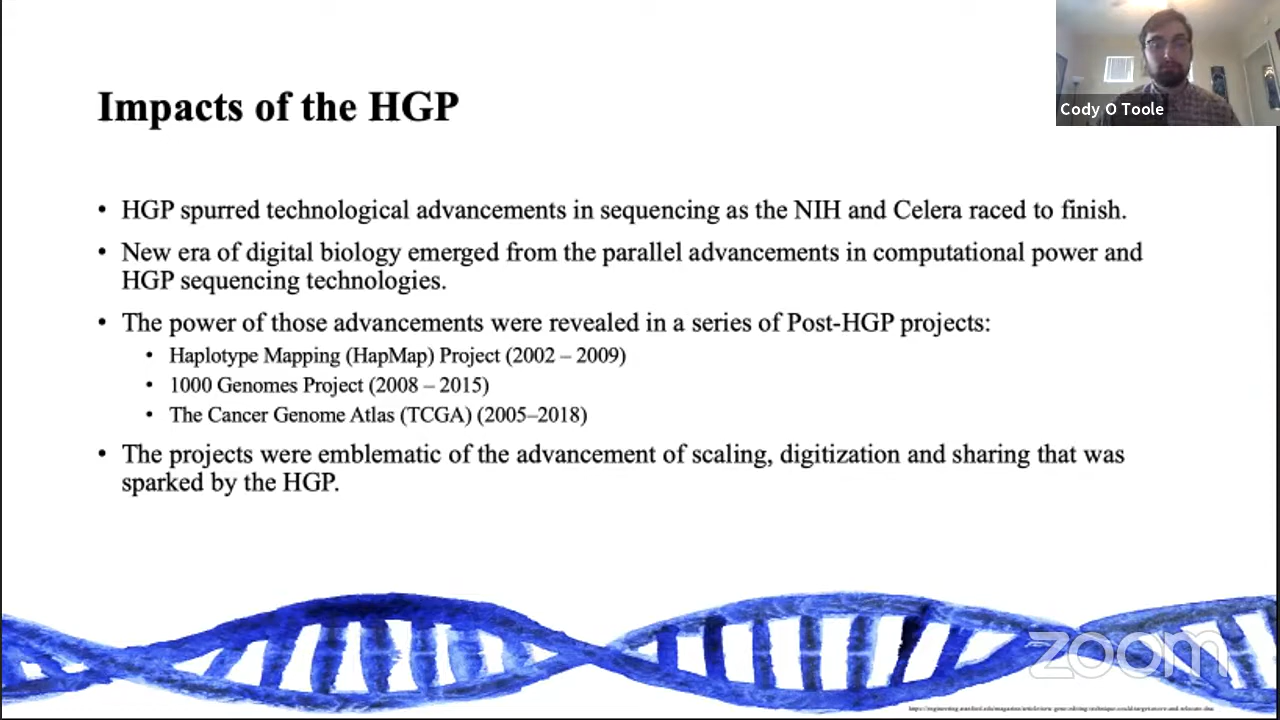 Impacts of the HGP
Cody O Toole
• HGP spurred technological advancements in sequencing as the NIH and Celera raced to finish.
• New era of digital biology emerged from the parallel advancements in computational power and
HGP sequencing technologies.
• The power of those advancements were revealed in a series of Post-HGP projects:
• Haplotype Mapping (HapMap) Project (2002 – 2009)
• 1000 Genomes Project (2008 – 2015)
• The Cancer Genome Atlas (TCGA) (2005–2018)
• The projects were emblematic of the advancement of scaling, digitization and sharing that was
sparked by the HGP.
zoom